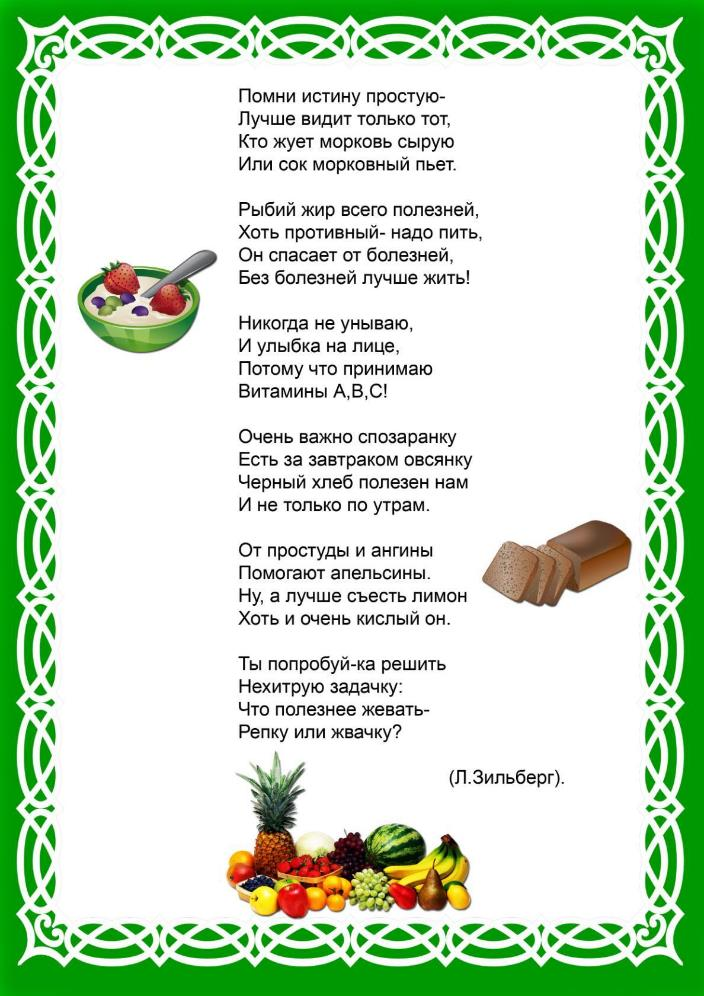 Помни истину простую-
Лучше видит только тот,
Кто жует морковь сырую
Или сок морковный пьет.
Рыбий жир всего полезней,
Хоть противный- надо пить,
Он спасает от болезней,
Без болезней лучше жить!
Никогда не унываю,
И улыбка на лице,
Потому что принимаю
Витамины А,В,С!
Очень важно спозаранку
Есть за завтраком овсянку
Черный хлеб полезен нам
И не только по утрам.
От простуды и ангины
Помогают апельсины.
Ну, а лучше съесть лимон
Хоть и очень кислый он.
Ты попробуй-ка решить
Нехитрую задачку:
Что полезнее жевать-
Репку или жвачку?
(Л.Зильберг).